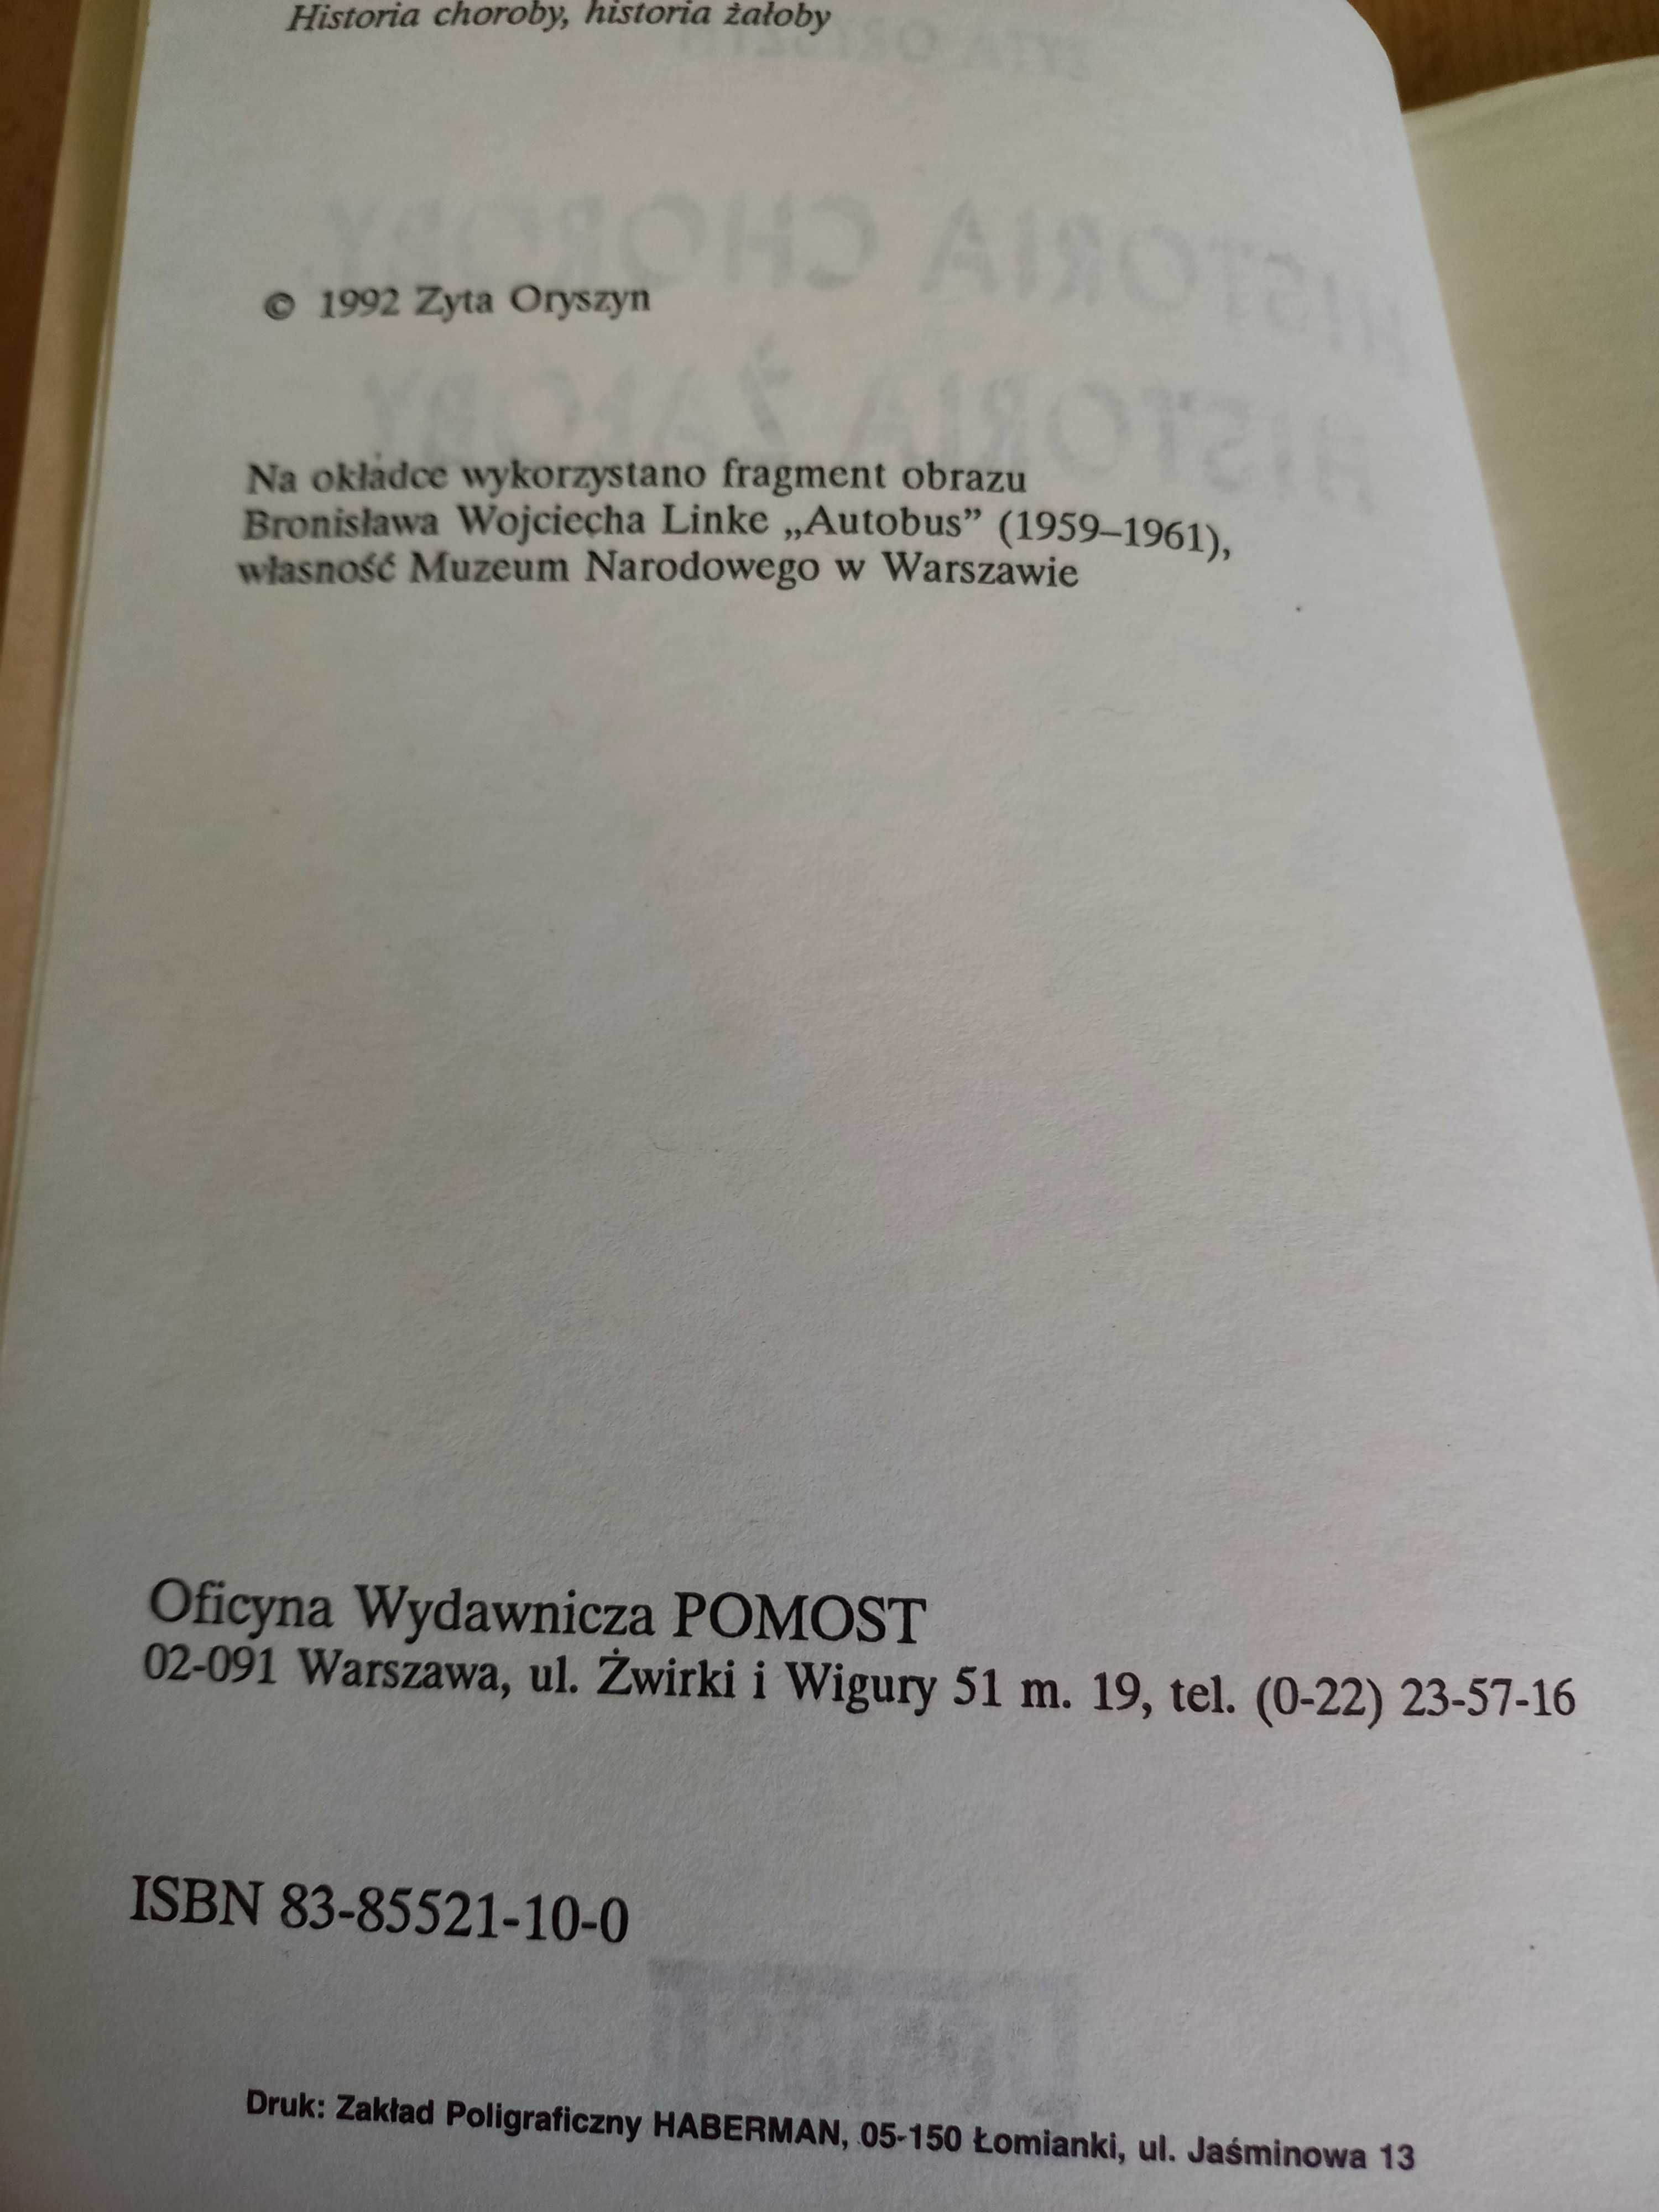 Historia choroby, historia żałoby
© 1992 Zyta Oryszyn
Na okładce wykorzystano fragment obrazu
Bronisława Wojciecha Linke „Autobus” (1959–1961),
własność Muzeum Narodowego w Warszawie
Oficyna Wydawnicza POMOST
02-091 Warszawa, ul. Żwirki i Wigury 51 m. 19, tel. (0-22) 23-57-16
ISBN 83-85521-10-0
Druk: Zakład Poligraficzny HABERMAN, 05-150 Łomianki, ul. Jaśminowa 13